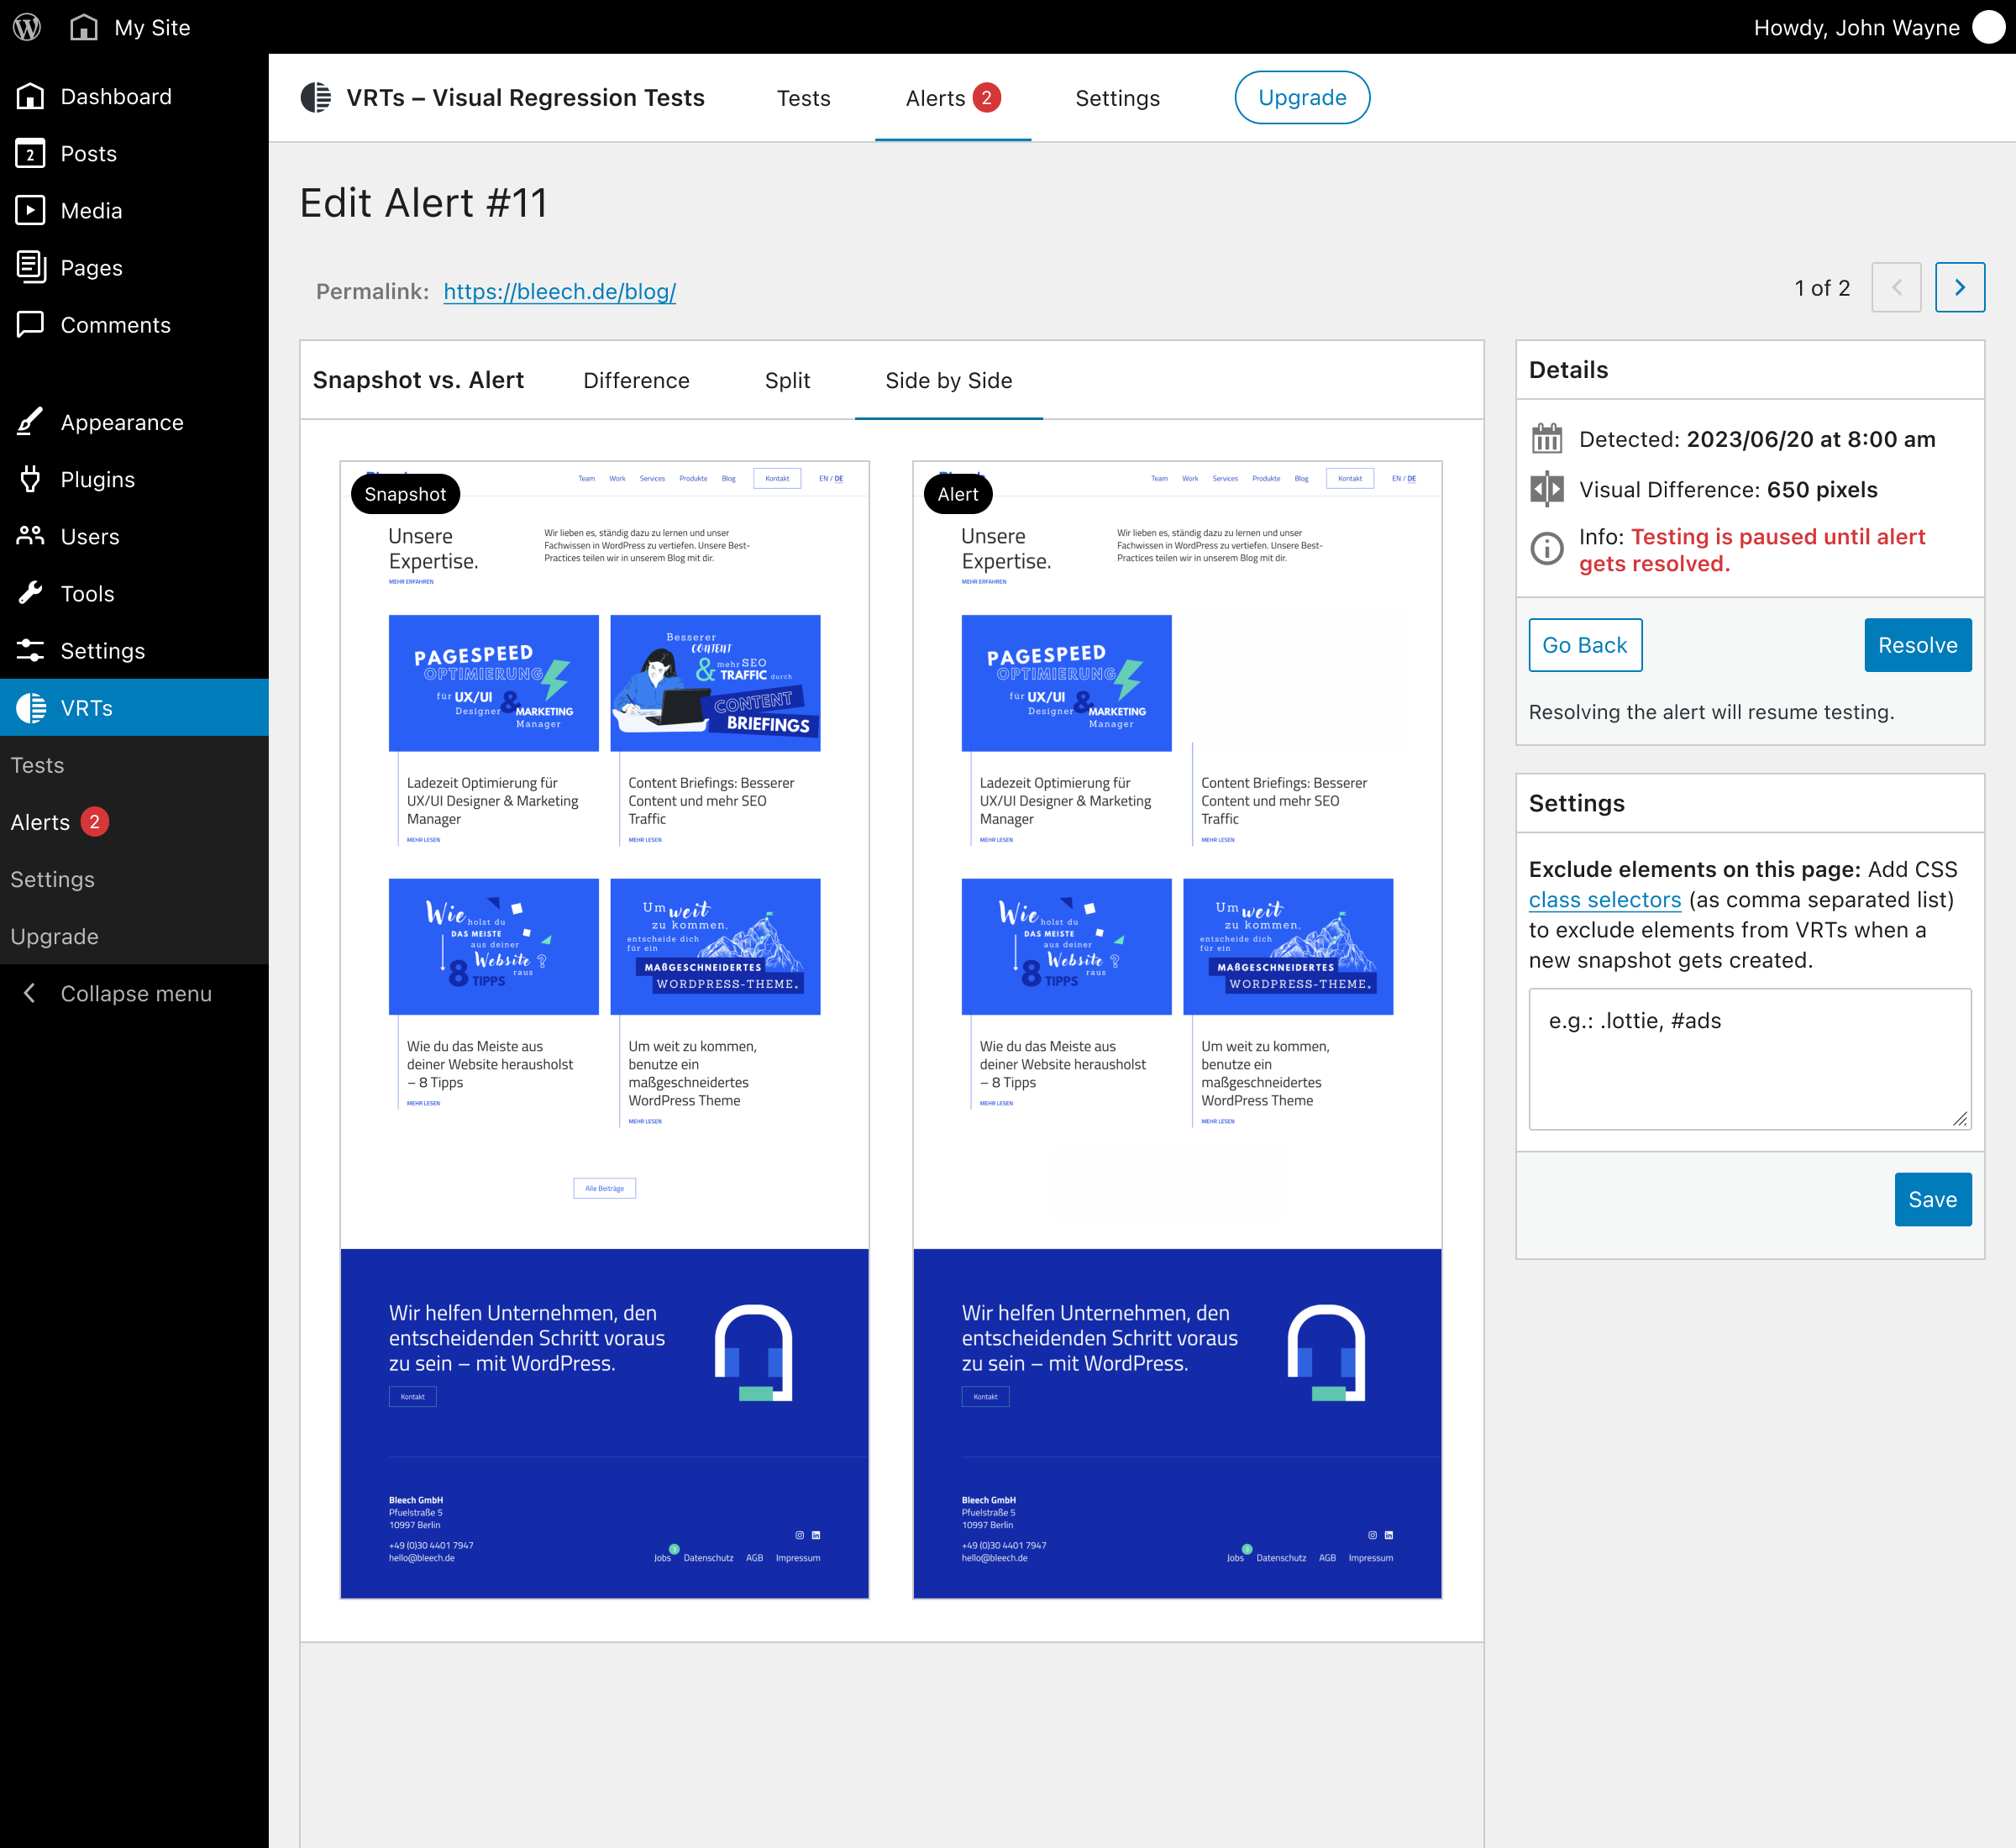 My Site
Howdy, John Wayne
Dashboard
2 Posts
Media
Pages
Comments
Appearance
Plugins
Users
Tools
Settings
VRTs
Tests
Alerts 2
Settings
Upgrade
Collapse menu
VRTs – Visual Regression Tests
Tests
Alerts 2
Settings
Upgrade
Edit Alert #11
Permalink: https://bleech.de/blog/
1 of 2
Snapshot vs. Alert
Difference
Split
Side by Side
Snapshot
Team Work Services Produkte Blog Kontakt EN / DE
Unsere
Expertise.
MEHR ERFAHREN
Wir lieben es, ständig dazu zu lernen und unser
Fachwissen in WordPress zu vertiefen. Unsere Best-
Practices teilen wir in unserem Blog mit dir.
PAGESPEED
OPTIMIERUNG
für UX/UI
Designer & MARKETING
Manager
Besserer
CONTENT
& mehr SEO
TRAFFIC durch
CONTENT
BRIEFINGS
Ladezeit Optimierung für
UX/UI Designer & Marketing
Manager
MEHR LESEN
Content Briefings: Besserer
Content und mehr SEO
Traffic
MEHR LESEN
Wie holst du
DAS MEISTE
aus deiner
Website ?
raus
8 TIPPS
Um weit
zu kommen,
entscheide dich
für ein
MAßGESCHNEIDERTES
WORDPRESS-THEME.
Wie du das Meiste aus
deiner Website herausholst
– 8 Tipps
MEHR LESEN
Um weit zu kommen,
benutze ein
maßgeschneidertes
WordPress Theme
MEHR LESEN
Alle Beiträge
Wir helfen Unternehmen, den
entscheidenden Schritt voraus
zu sein – mit WordPress.
Kontakt
Bleech GmbH
Pfuelstraße 5
10997 Berlin
+49 (0)30 4401 7947
hello@bleech.de
Jobs Datenschutz AGB Impressum
Alert
Team Work Services Produkte Blog Kontakt EN / DE
Unsere
Expertise.
MEHR ERFAHREN
Wir lieben es, ständig dazu zu lernen und unser
Fachwissen in WordPress zu vertiefen. Unsere Best-
Practices teilen wir in unserem Blog mit dir.
PAGESPEED
OPTIMIERUNG
für UX/UI
Designer & MARKETING
Manager
Ladezeit Optimierung für
UX/UI Designer & Marketing
Manager
MEHR LESEN
Content Briefings: Besserer
Content und mehr SEO
Traffic
MEHR LESEN
Wie holst du
DAS MEISTE
aus deiner
Website ?
raus
8 TIPPS
Um weit
zu kommen,
entscheide dich
für ein
MAßGESCHNEIDERTES
WORDPRESS-THEME.
Wie du das Meiste aus
deiner Website herausholst
– 8 Tipps
MEHR LESEN
Um weit zu kommen,
benutze ein
maßgeschneidertes
WordPress Theme
MEHR LESEN
Wir helfen Unternehmen, den
entscheidenden Schritt voraus
zu sein – mit WordPress.
Kontakt
Bleech GmbH
Pfuelstraße 5
10997 Berlin
+49 (0)30 4401 7947
hello@bleech.de
Jobs Datenschutz AGB Impressum
Details
Detected: 2023/06/20 at 8:00 am
Visual Difference: 650 pixels
Info: Testing is paused until alert
gets resolved.
Go Back
Resolve
Resolving the alert will resume testing.
Settings
Exclude elements on this page: Add CSS
class selectors (as comma separated list)
to exclude elements from VRTs when a
new snapshot gets created.
e.g.: .lottie, #ads
Save